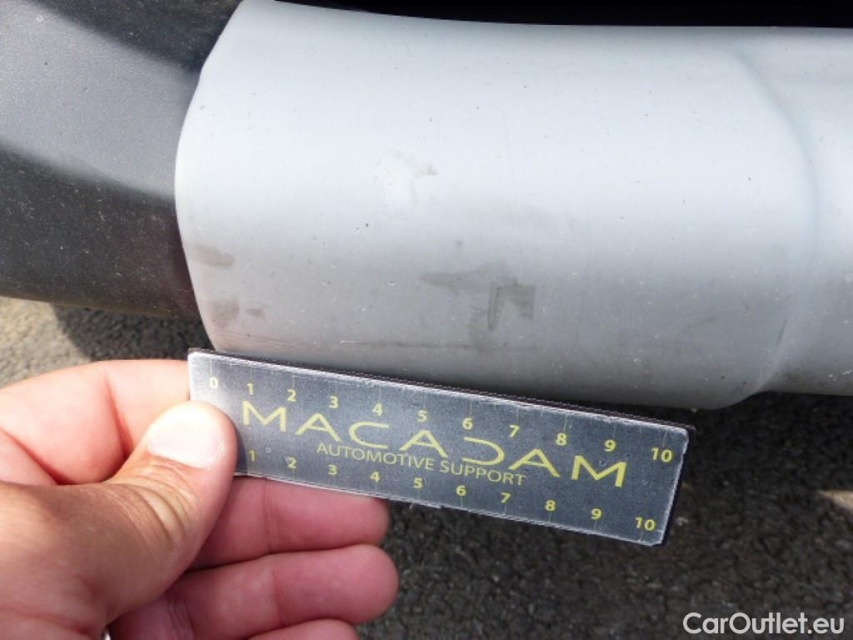 0 1 2 3 4 5 6 7 8 9 10
MACADAM
AUTOMOTIVE SUPPORT
1 2 3 4 5 6 7 8 9 10
CarOutlet.eu